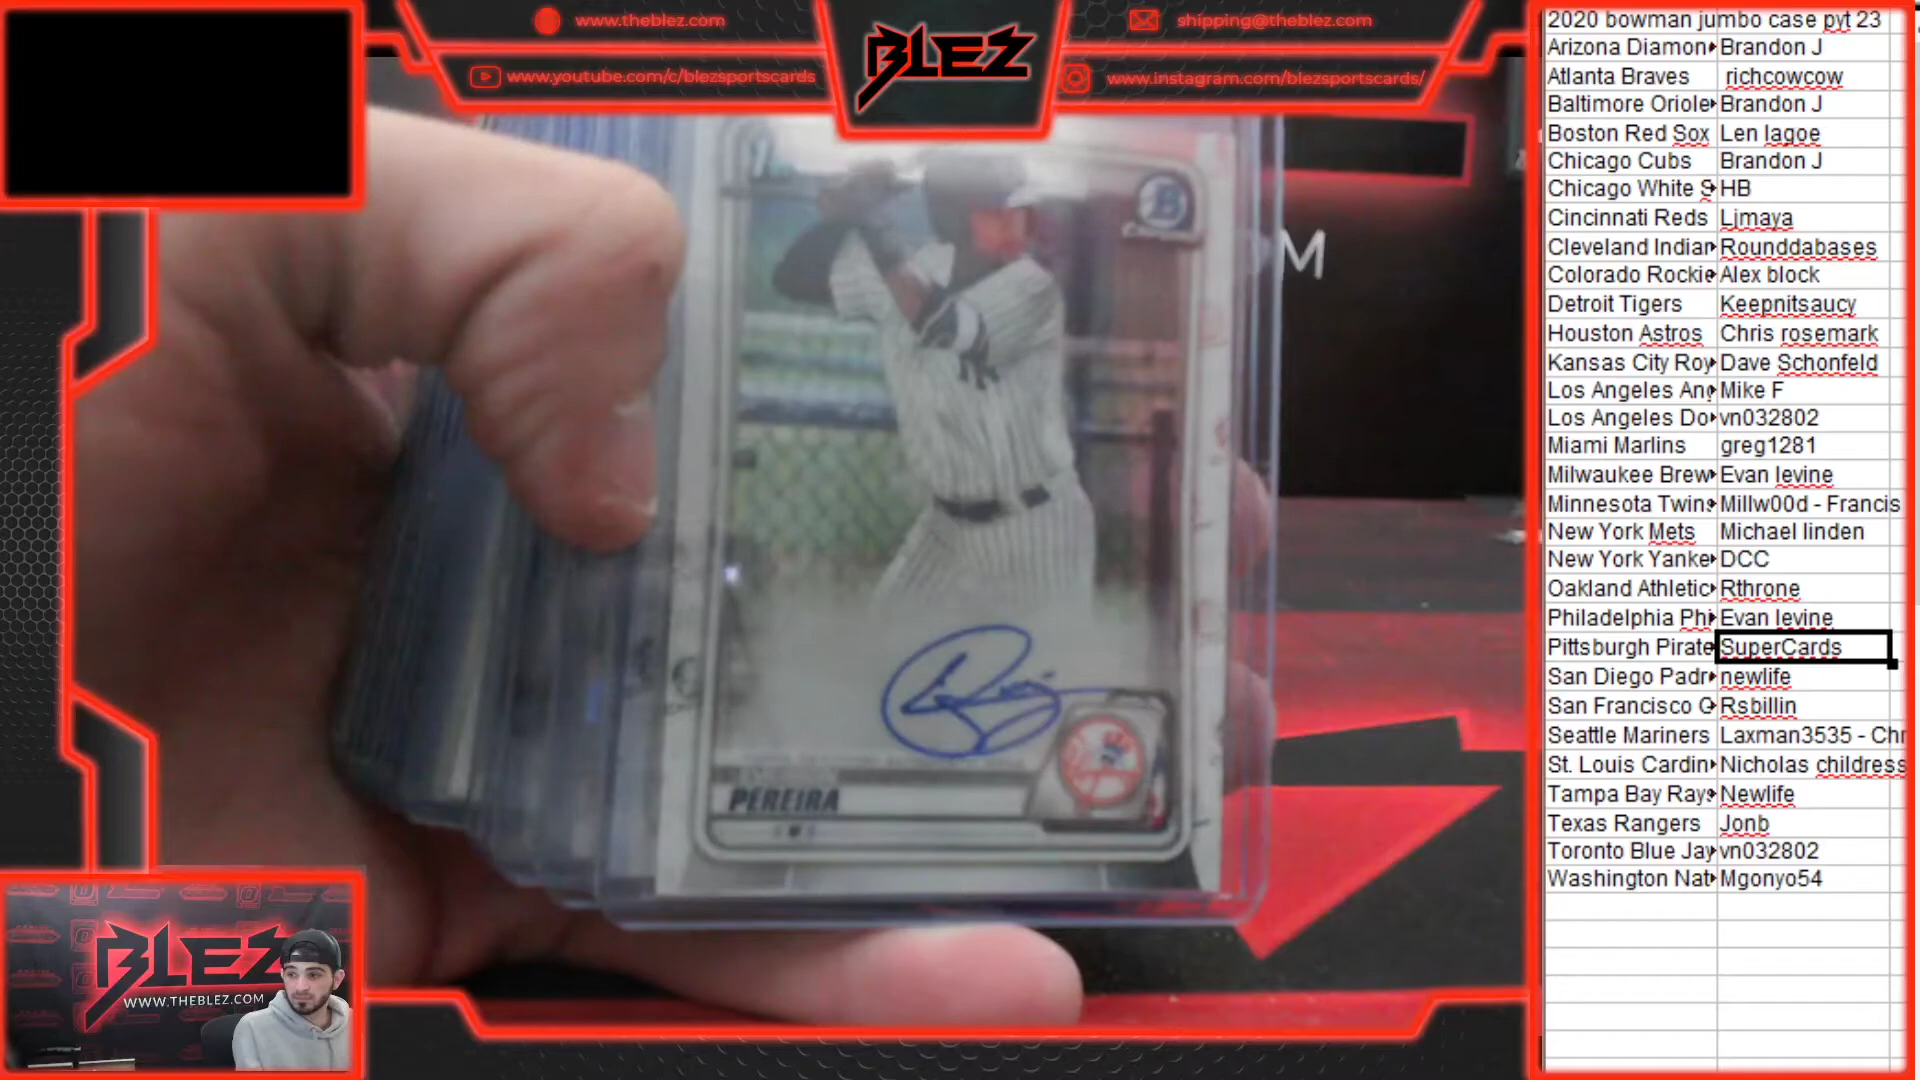 www.theblez.com
shipping@theblez.com
BLEZ
www.youtube.com/c/blezsportscards
www.instagram.com/blezsportscards/
M
PEREIRA
BLEZ
WWW.THEBLEZ.COM
2020 bowman jumbo case pyt 23
Arizona Diamon Brandon J
Atlanta Braves richcowcow
Baltimore Oriole Brandon J
Boston Red Sox Len lagoe
Chicago Cubs Brandon J
Chicago White S HB
Cincinnati Reds Ljmaya
Cleveland Indian Rounddabases
Colorado Rockie Alex block
Detroit Tigers Keepnitsaucy
Houston Astros Chris rosemark
Kansas City Roy Dave Schonfeld
Los Angeles Ang Mike F
Los Angeles Do vn032802
Miami Marlins greg1281
Milwaukee Brew Evan levine
Minnesota Twins Millw00d - Francis
New York Mets Michael linden
New York Yanke DCC
Oakland Athletic Rthrone
Philadelphia Phi Evan levine
Pittsburgh Pirate SuperCards
San Diego Padr newlife
San Francisco G Rsbillin
Seattle Mariners Laxman3535 - Chr
St. Louis Cardin Nicholas childress
Tampa Bay Rays Newlife
Texas Rangers Jonb
Toronto Blue Jay vn032802
Washington Nat Mgonyo54